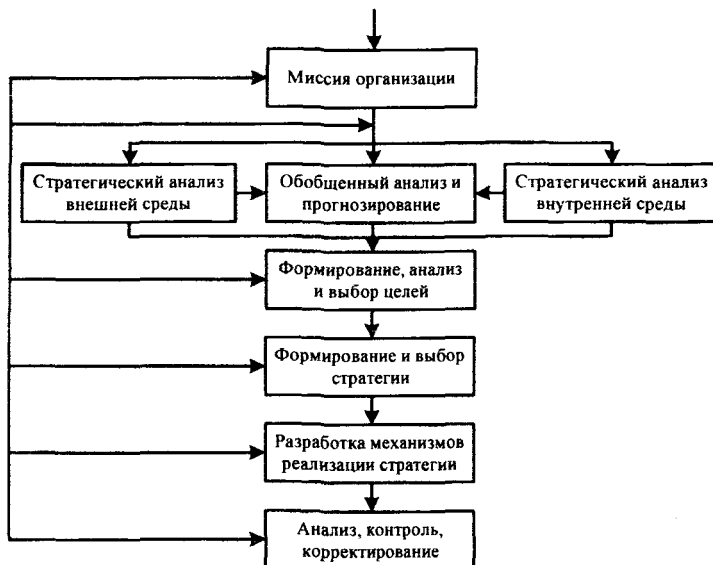 Миссия организации
Стратегический анализ
внешней среды
Обобщенный анализ и
прогнозирование
Стратегический анализ
внутренней среды
Формирование, анализ
и выбор целей
Формирование и выбор
стратегии
Разработка механизмов
реализации стратегии
Анализ, контроль,
корректирование